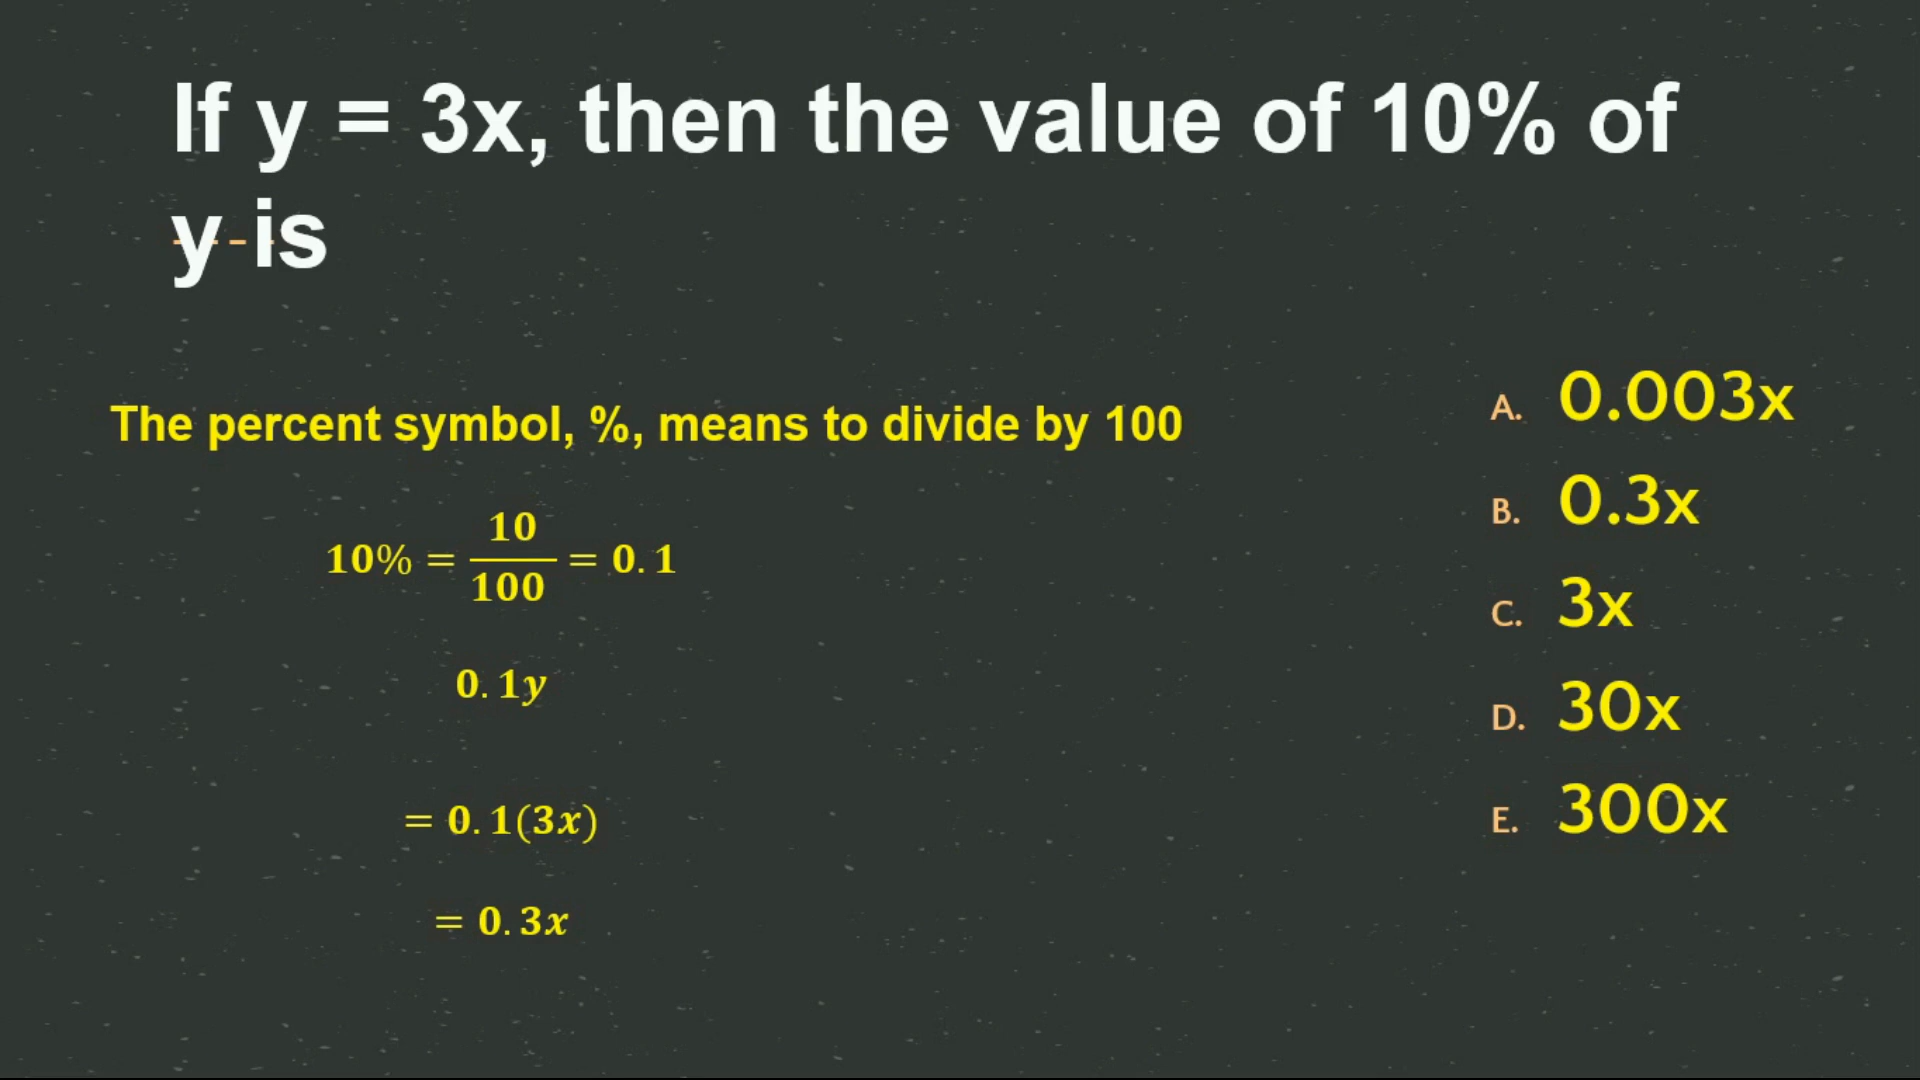 If y = 3x, then the value of 10% of
y is
The percent symbol, %, means to divide by 100
10% = 10/100 = 0.1
0.1y
= 0.1(3x)
= 0.3x
A. 0.003x
B. 0.3x
C. 3x
D. 30x
E. 300x